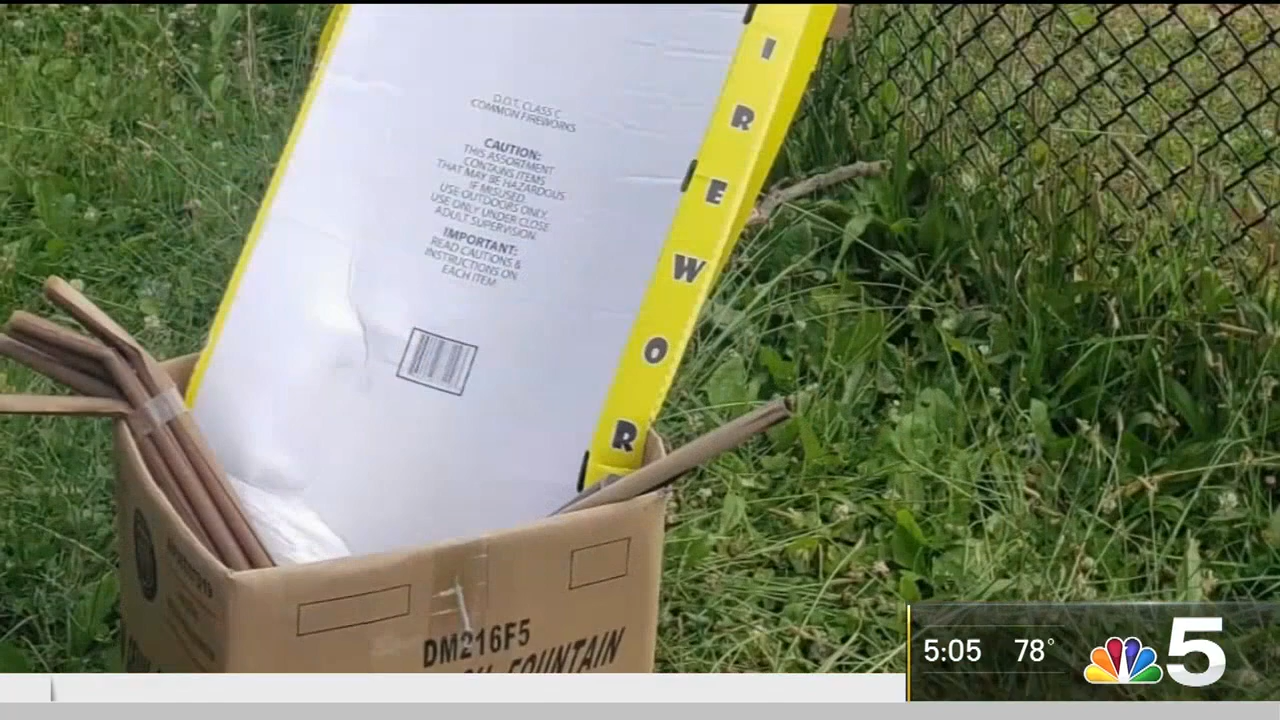 D.O.T. CLASS C
COMMON FIREWORKS
CAUTION:
THIS ASSORTMENT
CONTAINS ITEMS
THAT MAY BE HAZARDOUS
IF MISUSED.
USE OUTDOORS ONLY.
USE ONLY UNDER CLOSE
ADULT SUPERVISION.
IMPORTANT:
READ CAUTIONS &
INSTRUCTIONS ON
EACH ITEM
IREWOR
DM216F5
FOUNTAIN
5:05 78°
5